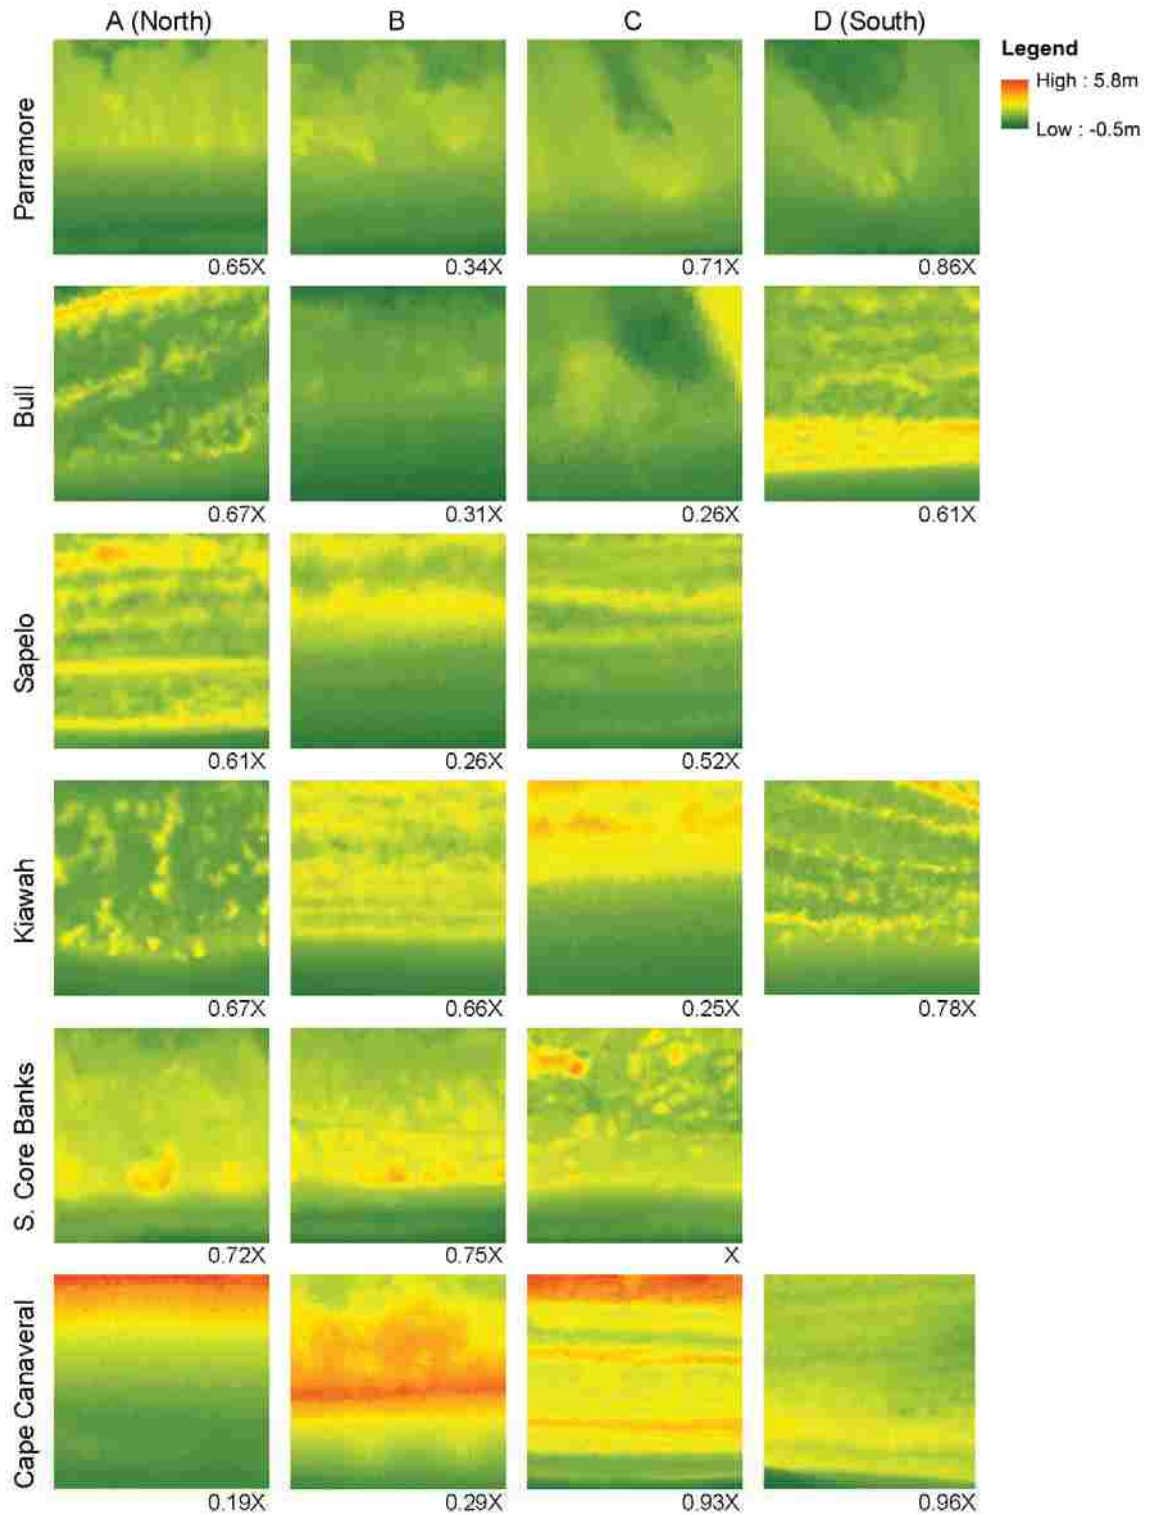 A (North) B C D (South)
Legend
High : 5.8m
Low : -0.5m
Parramore
0.65X 0.34X 0.71X 0.86X
Bull
0.67X 0.31X 0.26X 0.61X
Sapelo
0.61X 0.26X 0.52X
Kiawah
0.67X 0.66X 0.25X 0.78X
S. Core Banks
0.72X 0.75X X
Cape Canaveral
0.19X 0.29X 0.93X 0.96X